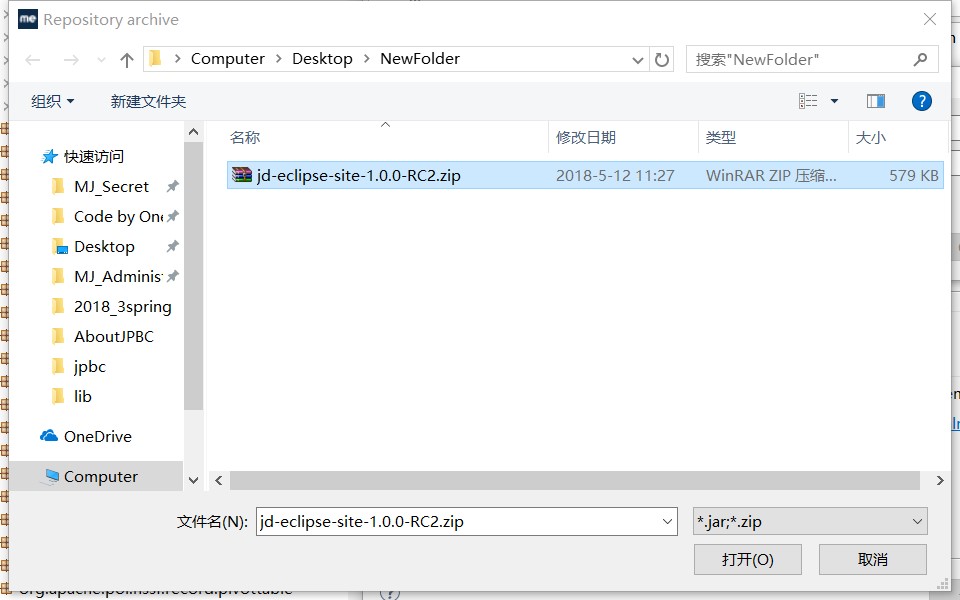 me Repository archive
Computer > Desktop > NewFolder
搜索"NewFolder"
组织 新建文件夹
?
名称 修改日期 类型 大小
jd-eclipse-site-1.0.0-RC2.zip 2018-5-12 11:27 WinRAR ZIP 压缩... 579 KB
快速访问
MJ_Secret
Code by One
Desktop
MJ_Adminis
2018_3spring
AboutJPBC
jpbc
lib
OneDrive
Computer
文件名(N): jd-eclipse-site-1.0.0-RC2.zip *.jar;*.zip
打开(O) 取消